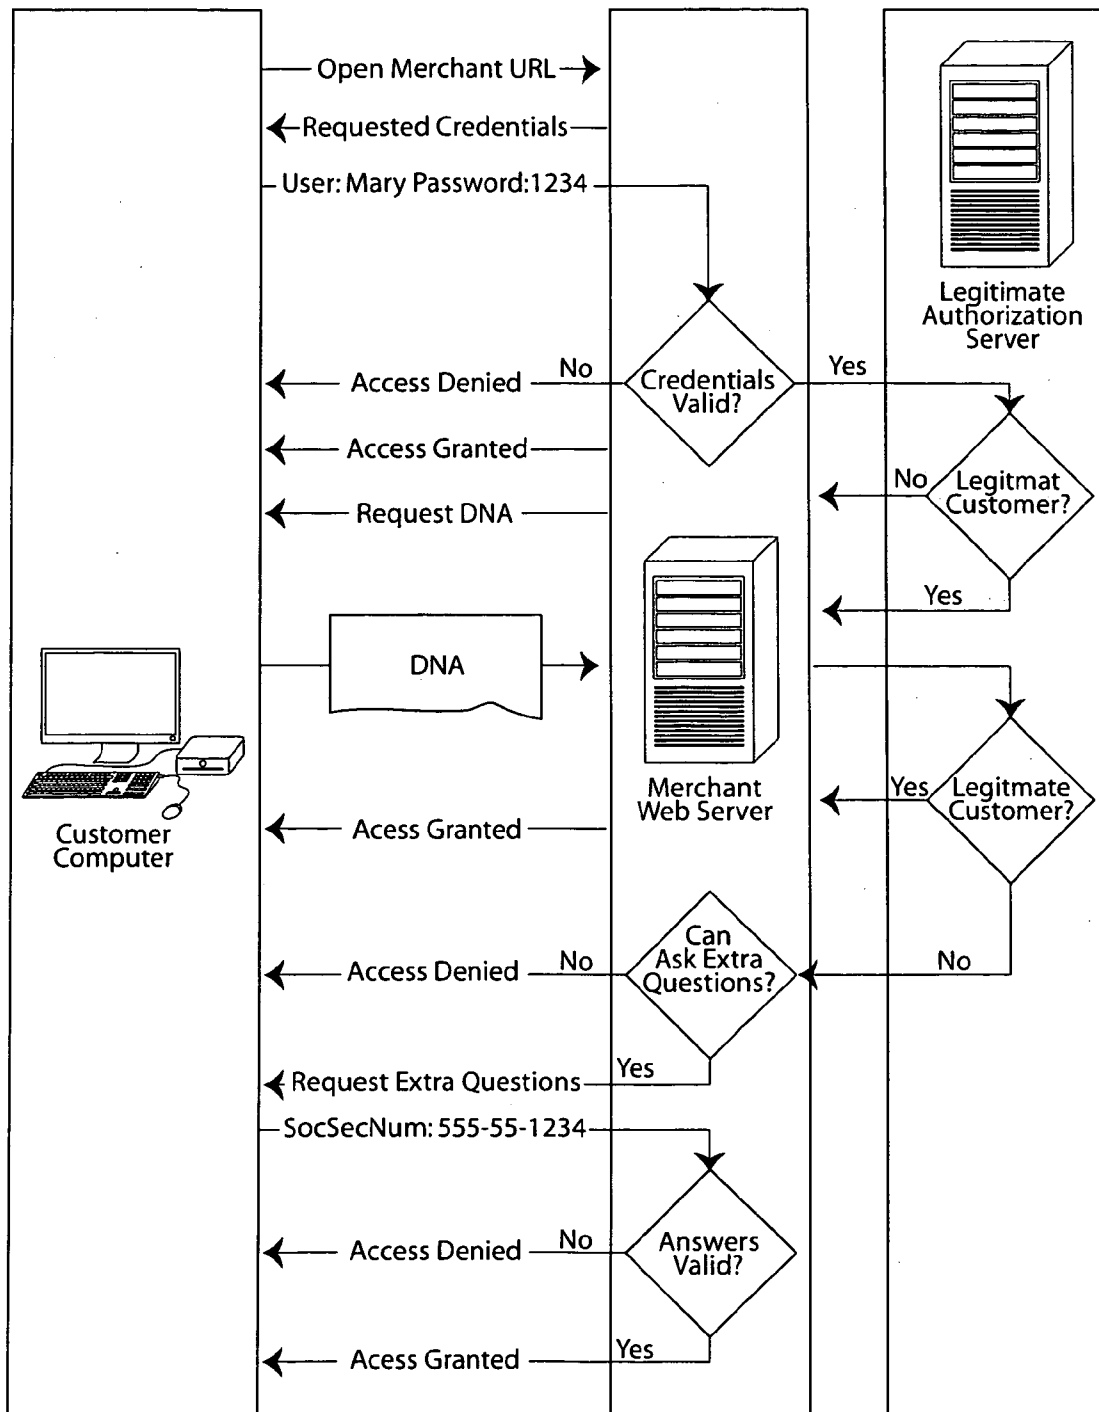 Open Merchant URL
Requested Credentials
User: Mary Password:1234
Legitimate
Authorization
Server
No
Access Denied
Credentials
Valid?
Yes
Access Granted
No
Legitmat
Customer?
Request DNA
Yes
DNA
Merchant
Web Server
Yes
Legitmate
Customer?
Customer
Computer
Acess Granted
Can
Ask Extra
Questions?
Access Denied
No
No
Yes
Request Extra Questions
SocSecNum: 555-55-1234
Access Denied
No
Answers
Valid?
Yes
Acess Granted